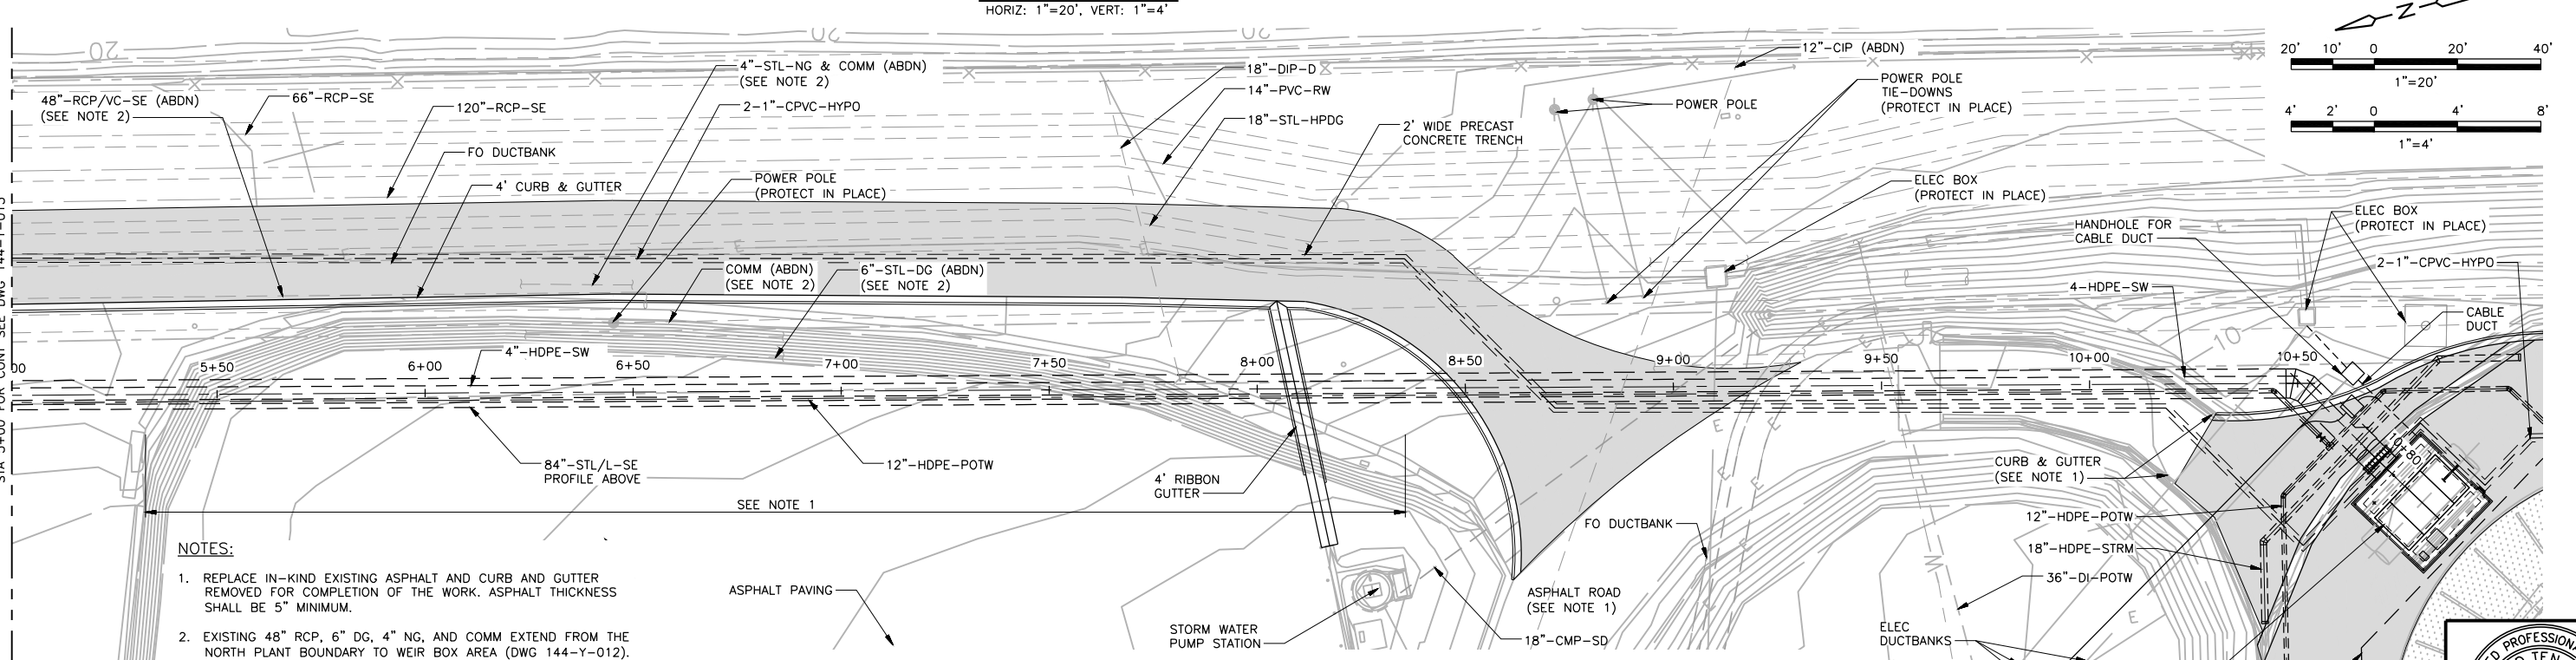 HORIZ: 1"=20', VERT: 1"=4'
N
20' 10' 0 20' 40'
1"=20'
4' 2' 0 4' 8'
1"=4'
20
20
20
12"-CIP (ABDN)
4"-STL-NG & COMM (ABDN)
(SEE NOTE 2)
18"-DIP-D
14"-PVC-RW
18"-STL-HPDG
POWER POLE
TIE-DOWNS
(PROTECT IN PLACE)
48"-RCP/VC-SE (ABDN)
(SEE NOTE 2)
66"-RCP-SE
120"-RCP-SE
2-1"-CPVC-HYPO
POWER POLE
2' WIDE PRECAST
CONCRETE TRENCH
FO DUCTBANK
4' CURB & GUTTER
POWER POLE
(PROTECT IN PLACE)
ELEC BOX
(PROTECT IN PLACE)
HANDHOLE FOR
CABLE DUCT
ELEC BOX
(PROTECT IN PLACE)
2-1"-CPVC-HYPO
COMM (ABDN)
(SEE NOTE 2)
6"-STL-DG (ABDN)
(SEE NOTE 2)
4-HDPE-SW
CABLE
DUCT
10
4"-HDPE-SW
00 5+50 6+00 6+50 7+00 7+50 8+00 8+50 9+00 9+50 10+00 10+50
0+80
84"-STL/L-SE
PROFILE ABOVE
12"-HDPE-POTW
4' RIBBON
GUTTER
CURB & GUTTER
(SEE NOTE 1)
SEE NOTE 1
FO DUCTBANK
12"-HDPE-POTW
18"-HDPE-STRM
36"-DI-POTW
NOTES:
1. REPLACE IN-KIND EXISTING ASPHALT AND CURB AND GUTTER
REMOVED FOR COMPLETION OF THE WORK. ASPHALT THICKNESS
SHALL BE 5" MINIMUM.
2. EXISTING 48" RCP, 6" DG, 4" NG, AND COMM EXTEND FROM THE
NORTH PLANT BOUNDARY TO WEIR BOX AREA (DWG 144-Y-012).
ASPHALT PAVING
ASPHALT ROAD
(SEE NOTE 1)
STORM WATER
PUMP STATION
18"-CMP-SD
ELEC
DUCTBANKS